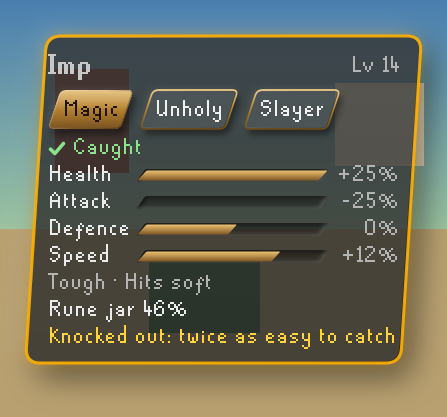 Imp Lv 14
Magic Unholy Slayer
✓ Caught
Health +25%
Attack -25%
Defence 0%
Speed +12%
Tough · Hits soft
Rune jar 46%
Knocked out: twice as easy to catch